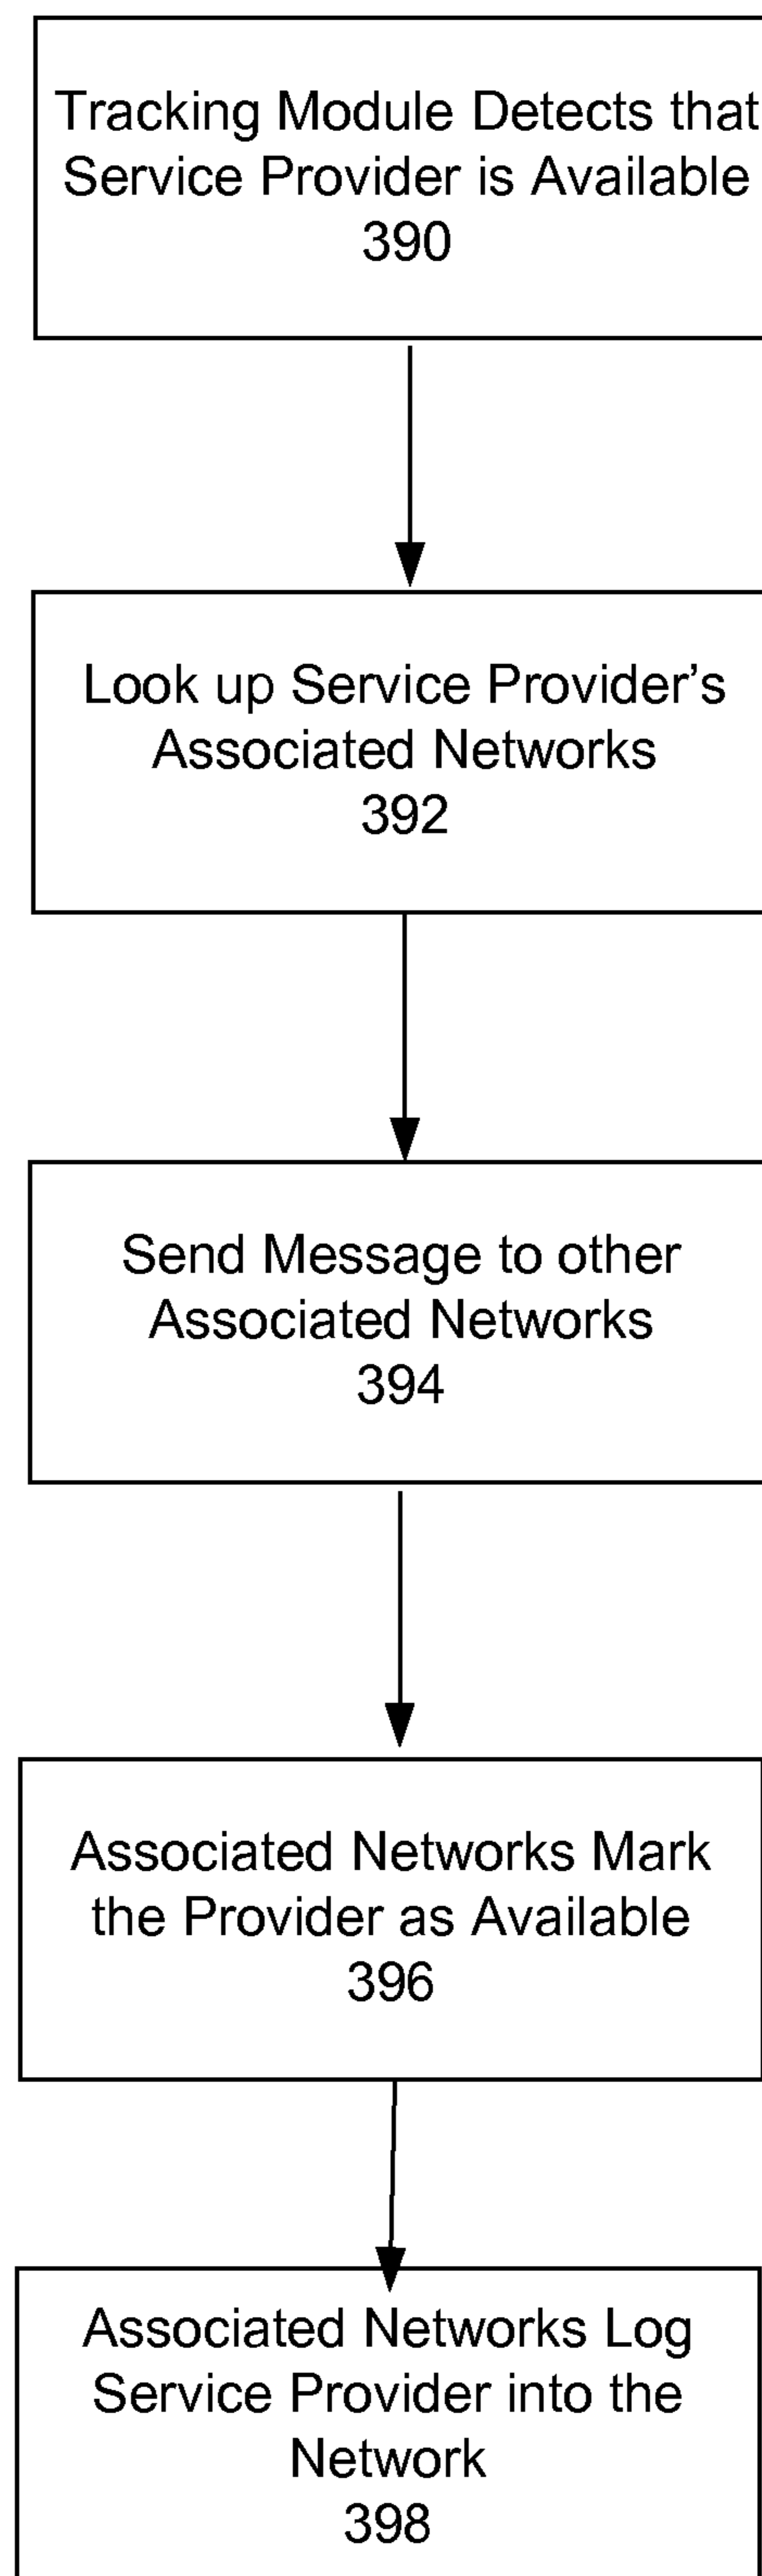 Tracking Module Detects that
Service Provider is Available
390
Look up Service Provider’s
Associated Networks
392
Send Message to other
Associated Networks
394
Associated Networks Mark
the Provider as Available
396
Associated Networks Log
Service Provider into the
Network
398